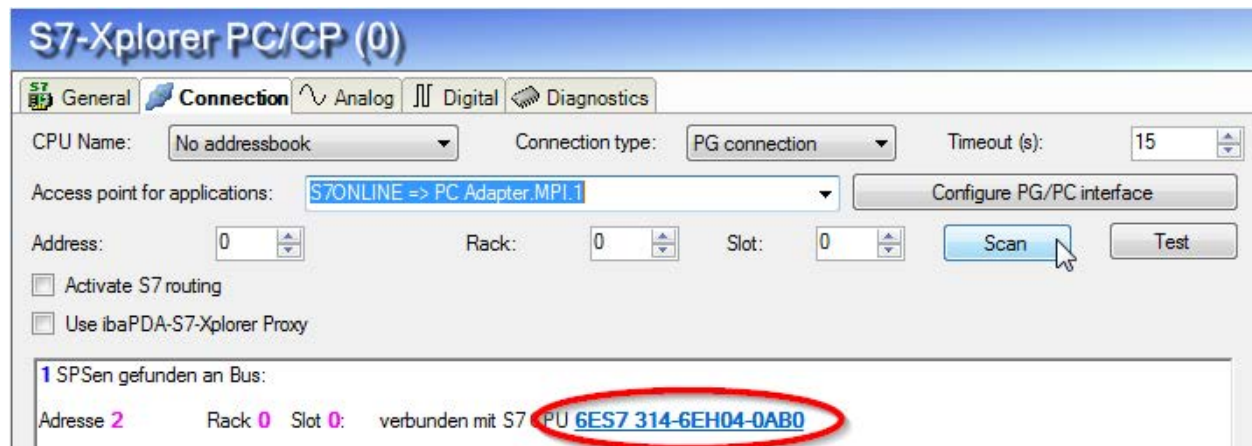 S7-Xplorer PC/CP (0)
S7 General Connection Analog Digital Diagnostics
CPU Name: No addressbook Connection type: PG connection Timeout (s): 15
Access point for applications: S7ONLINE => PC Adapter.MPI.1 Configure PG/PC interface
Address: 0 Rack: 0 Slot: 0 Scan Test
Activate S7 routing
Use ibaPDA-S7-Xplorer Proxy
1 SPSen gefunden an Bus:
Adresse 2 Rack 0 Slot 0: verbunden mit S7 CPU 6ES7 314-6EH04-0AB0